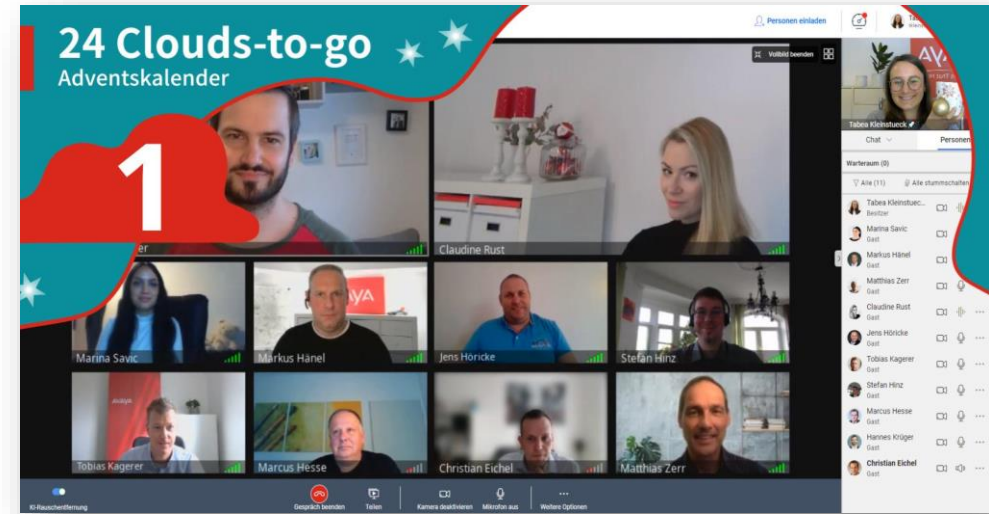 24 Clouds-to-go
Adventskalender
1
Personen einladen
Vollbild beenden
Tabea Kleinstueck
Chat
Personen
Warteraum (0)
Alle (11)
Alle stummschalten
Tabea Kleinstuec...
Besitzer
Marina Savic
Gast
Markus Hänel
Gast
Matthias Zerr
Gast
Claudine Rust
Gast
Jens Höricke
Gast
Tobias Kagerer
Gast
Stefan Hinz
Gast
Marcus Hesse
Gast
Hannes Krüger
Gast
Christian Eichel
Gast
Claudine Rust
Marina Savic
Markus Hänel
Jens Höricke
Stefan Hinz
AVAYA
Tobias Kagerer
Marcus Hesse
Christian Eichel
Matthias Zerr
KI-Rauschentfernung
Gespräch beenden
Teilen
Kamera deaktivieren
Mikrofon aus
Weitere Optionen